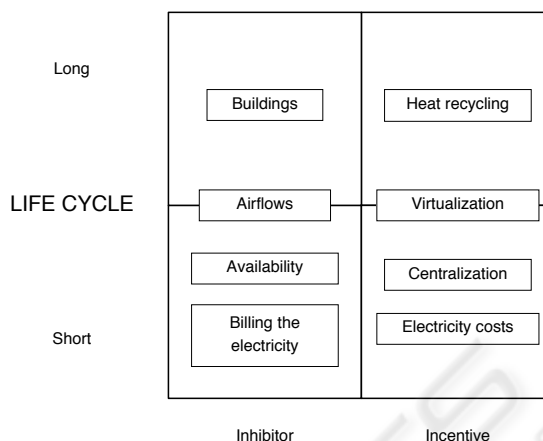 Long
Buildings
Heat recycling
LIFE CYCLE
Airflows
Virtualization
Availability
Centralization
Billing the
electricity
Electricity costs
Short
Inhibitor
Incentive